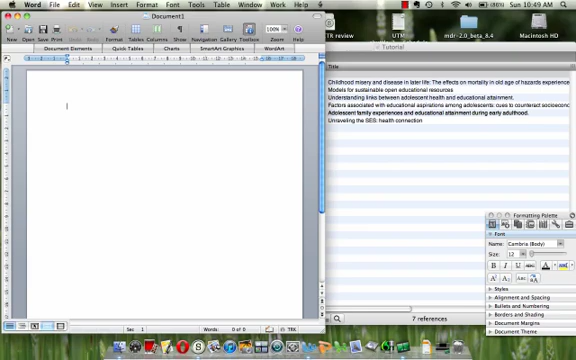 Word File Edit View Insert Format Font Tools Table Window Work Help (86%) Sun 10:49 AM
Document1
TR review UTM mdr-2.0_beta_8.4 Macintosh HD
100%
New Open Save Print Undo Redo Format Tables Columns Show Navigation Gallery Toolbox Zoom Help
Document Elements Quick Tables Charts SmartArt Graphics WordArt
Tutorial
Title
Childhood misery and disease in later life: The effects on mortality in old age of hazards experience
Models for sustainable open educational resources
Understanding links between adolescent health and educational attainment.
Factors associated with educational aspirations among adolescents: cues to counteract socioecono
Adolescent family experiences and educational attainment during early adulthood.
Unraveling the SES: health connection
Formatting Palette
Font
Name: Cambria (Body)
Size: 12
B I U ABC
Styles
Alignment and Spacing
Bullets and Numbering
Borders and Shading
Document Margins
Document Theme
7 references
Sec 1 Words: 0 of 0 TRK